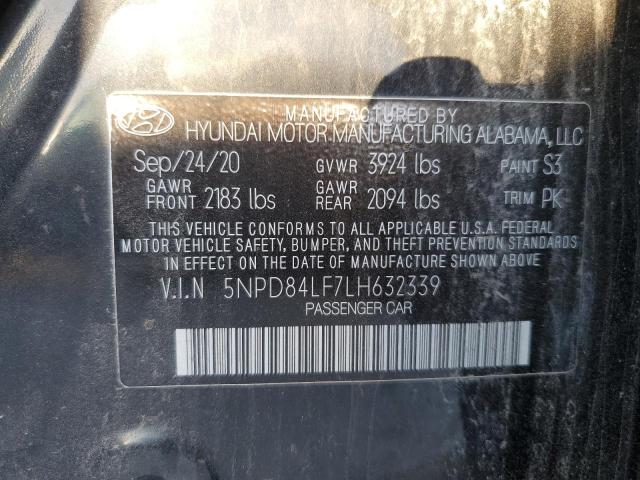 MANUFACTURED BY
HYUNDAI MOTOR MANUFACTURING ALABAMA, LLC
Sep/24/20 GVWR 3924 lbs PAINT S3
GAWR FRONT 2183 lbs GAWR REAR 2094 lbs TRIM PK
THIS VEHICLE CONFORMS TO ALL APPLICABLE U.S.A. FEDERAL
MOTOR VEHICLE SAFETY, BUMPER, AND THEFT PREVENTION STANDARDS
IN EFFECT ON THE DATE OF MANUFACTURE SHOWN ABOVE.
V.I.N 5NPD84LF7LH632339
PASSENGER CAR